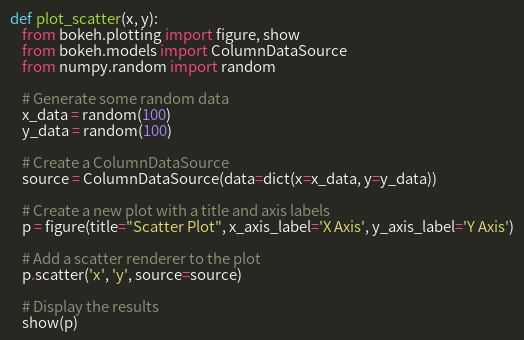 def plot_scatter(x, y):
    from bokeh.plotting import figure, show
    from bokeh.models import ColumnDataSource
    from numpy.random import random

    # Generate some random data
    x_data = random(100)
    y_data = random(100)

    # Create a ColumnDataSource
    source = ColumnDataSource(data=dict(x=x_data, y=y_data))

    # Create a new plot with a title and axis labels
    p = figure(title="Scatter Plot", x_axis_label='X Axis', y_axis_label='Y Axis')

    # Add a scatter renderer to the plot
    p.scatter('x', 'y', source=source)

    # Display the results
    show(p)